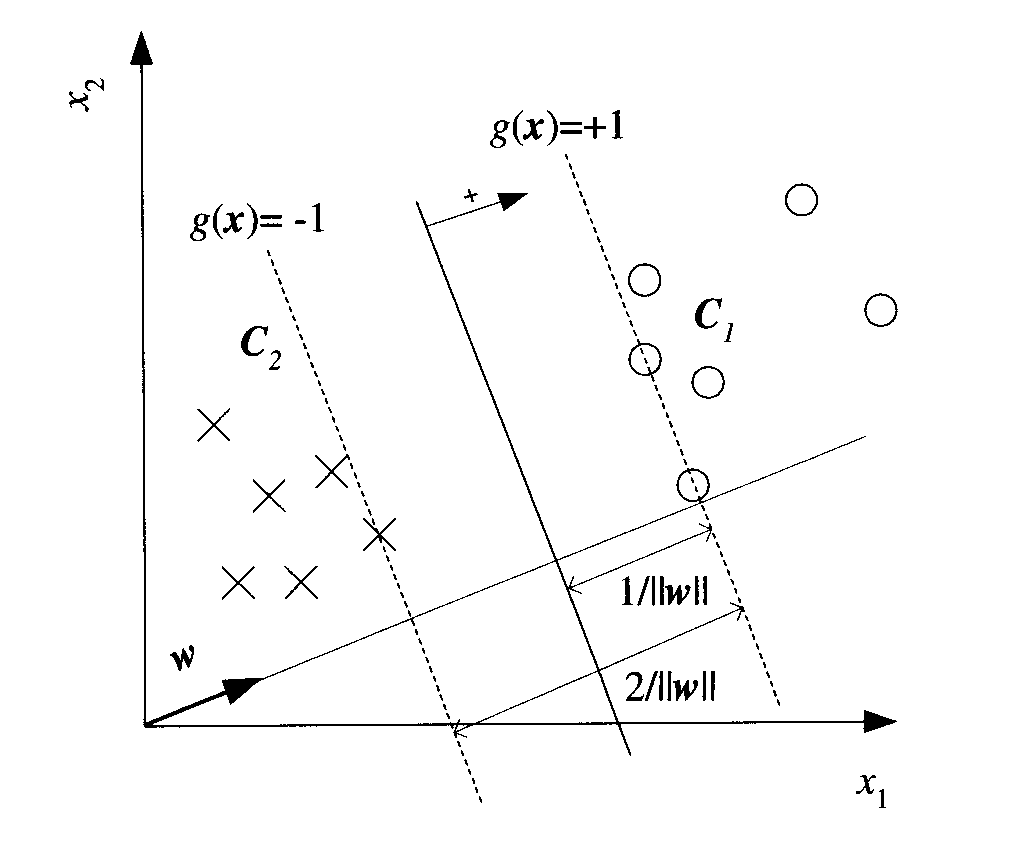 x2
g(x)=+1
g(x)= -1
C2
C1
1/||w||
w
2/||w||
x1